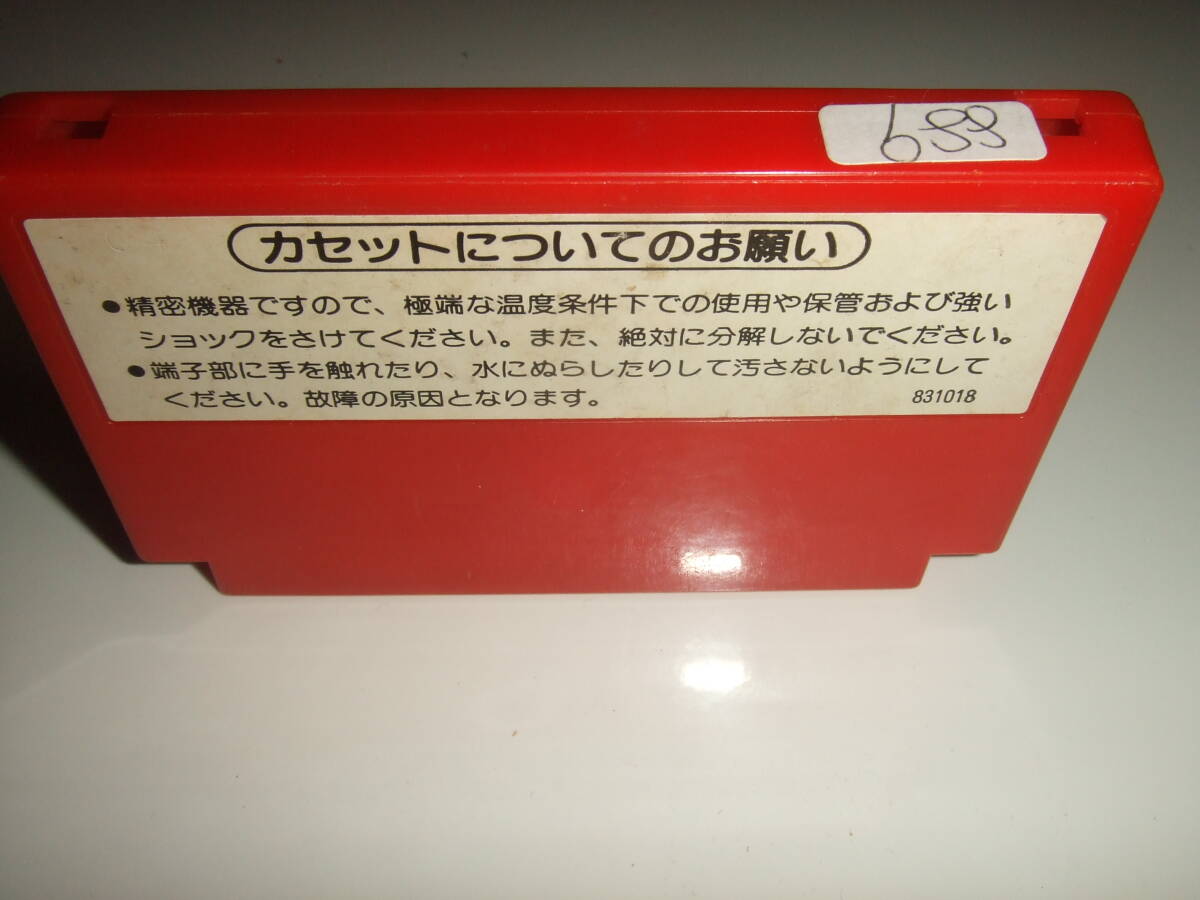 カセットについてのお願い
●精密機器ですので、極端な温度条件下での使用や保管および強い
ショックをさけてください。また、絶対に分解しないでください。
●端子部に手を触れたり、水にぬらしたりして汚さないようにして
ください。故障の原因となります。
831018